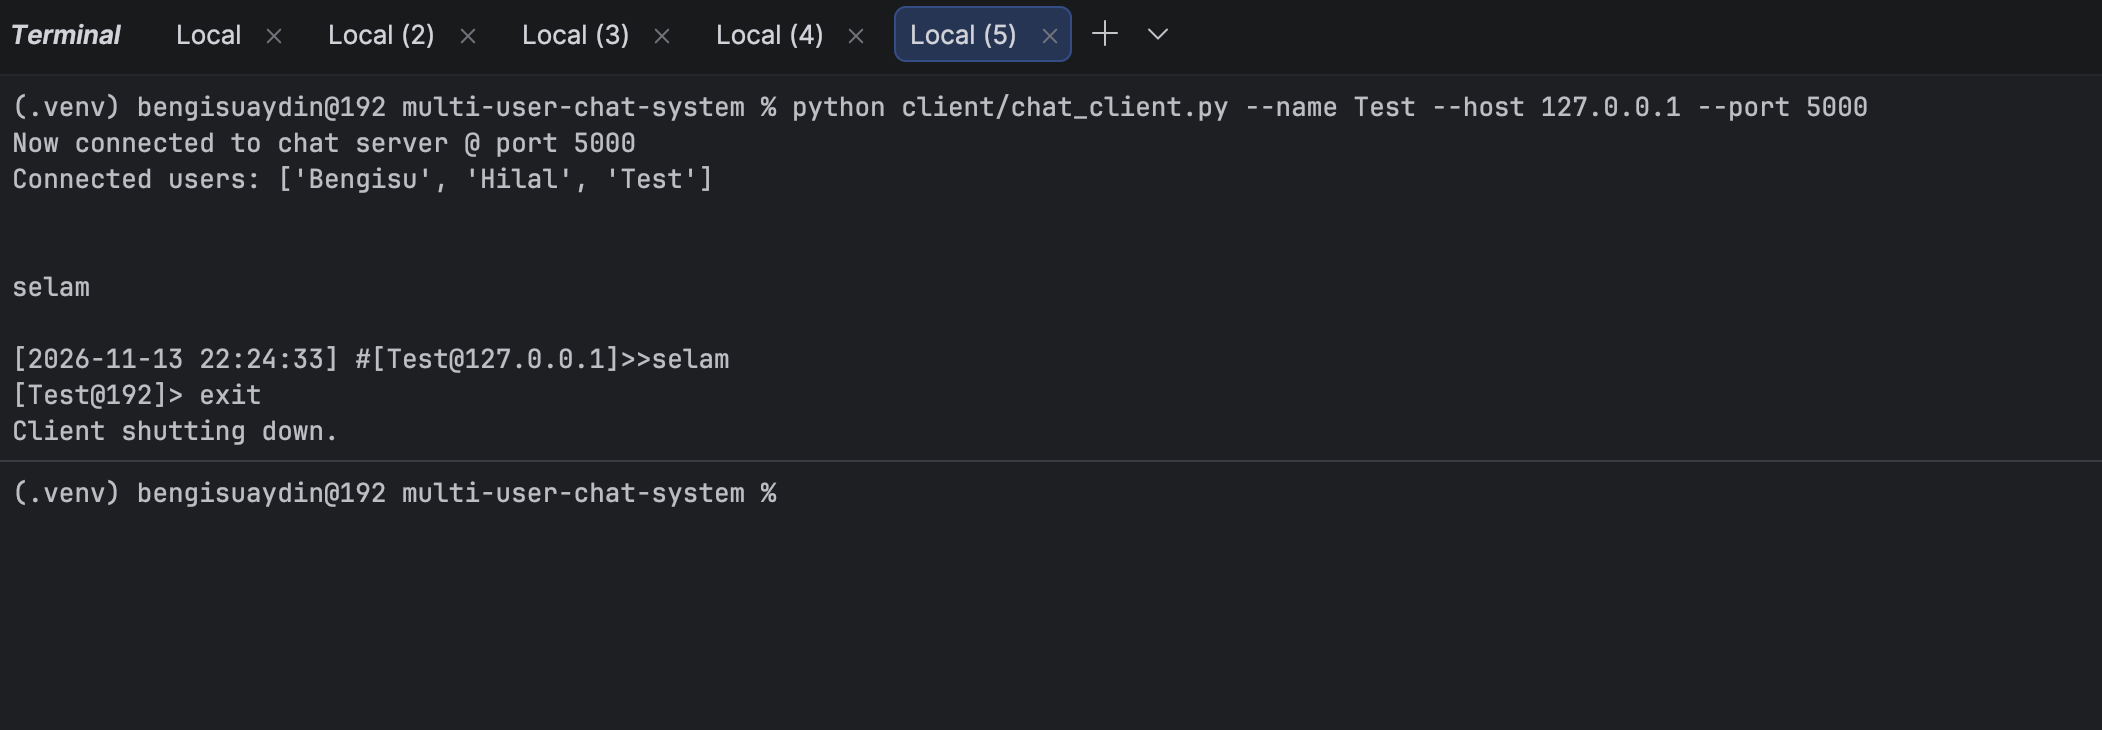 Terminal Local Local (2) Local (3) Local (4) Local (5)
(.venv) bengisuaydin@192 multi-user-chat-system % python client/chat_client.py --name Test --host 127.0.0.1 --port 5000
Now connected to chat server @ port 5000
Connected users: ['Bengisu', 'Hilal', 'Test']
selam
[2026-11-13 22:24:33] #[Test@127.0.0.1]>>selam
[Test@192]> exit
Client shutting down.
(.venv) bengisuaydin@192 multi-user-chat-system %